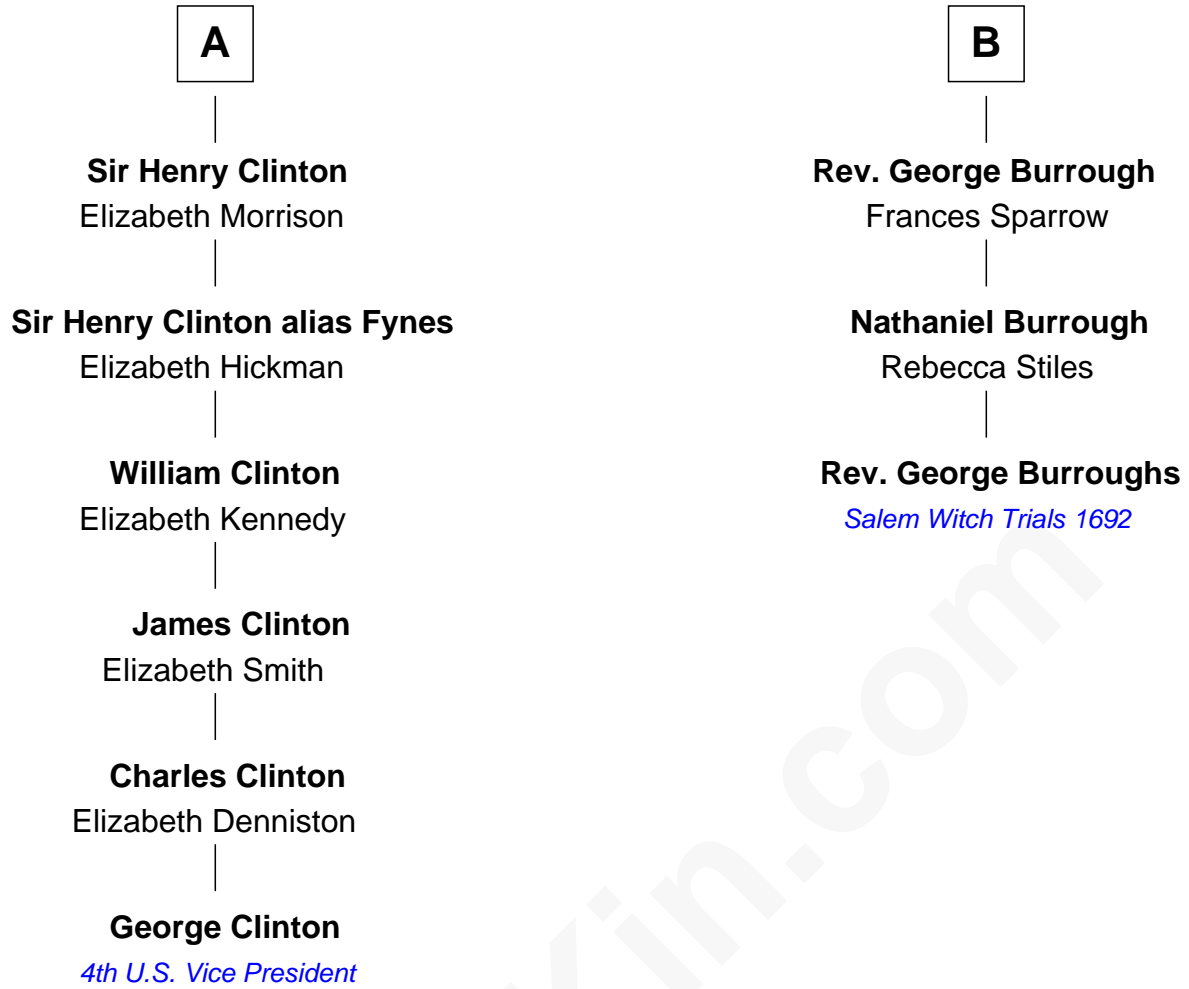 A
Sir Henry Clinton
Elizabeth Morrison
Sir Henry Clinton alias Fynes
Elizabeth Hickman
William Clinton
Elizabeth Kennedy
James Clinton
Elizabeth Smith
Charles Clinton
Elizabeth Denniston
George Clinton
4th U.S. Vice President
B
Rev. George Burrough
Frances Sparrow
Nathaniel Burrough
Rebecca Stiles
Rev. George Burroughs
Salem Witch Trials 1692
kin.com